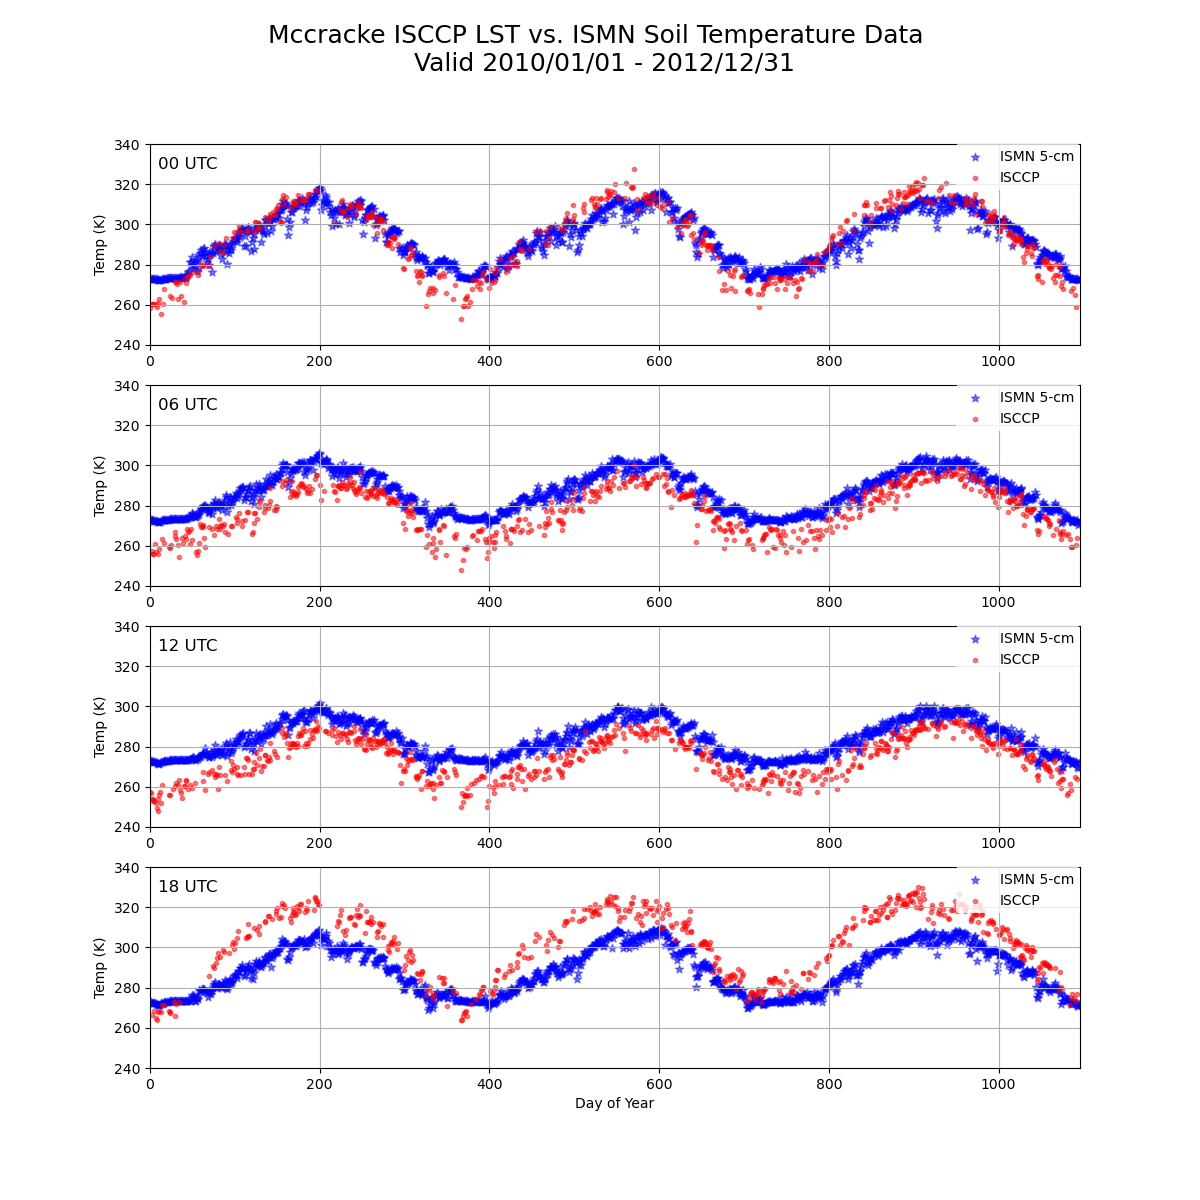 Mccracke ISCCP LST vs. ISMN Soil Temperature Data
Valid 2010/01/01 - 2012/12/31
340
320
300
280
260
240
Temp (K)
00 UTC
ISMN 5-cm
ISCCP
0 200 400 600 800 1000
340
320
300
280
260
240
Temp (K)
06 UTC
ISMN 5-cm
ISCCP
0 200 400 600 800 1000
340
320
300
280
260
240
Temp (K)
12 UTC
ISMN 5-cm
ISCCP
0 200 400 600 800 1000
340
320
300
280
260
240
Temp (K)
18 UTC
ISMN 5-cm
ISCCP
0 200 400 600 800 1000
Day of Year